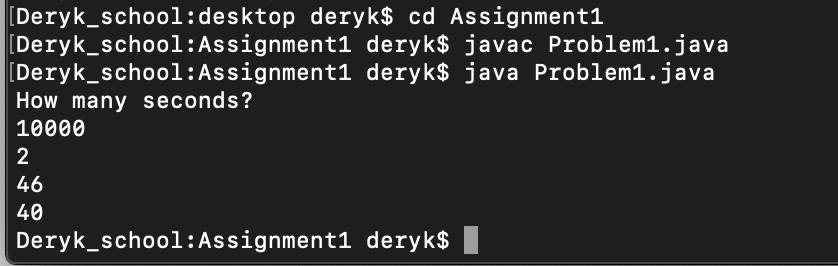 [Deryk_school:desktop deryk$ cd Assignment1
[Deryk_school:Assignment1 deryk$ javac Problem1.java
[Deryk_school:Assignment1 deryk$ java Problem1.java
How many seconds?
10000
2
46
40
Deryk_school:Assignment1 deryk$